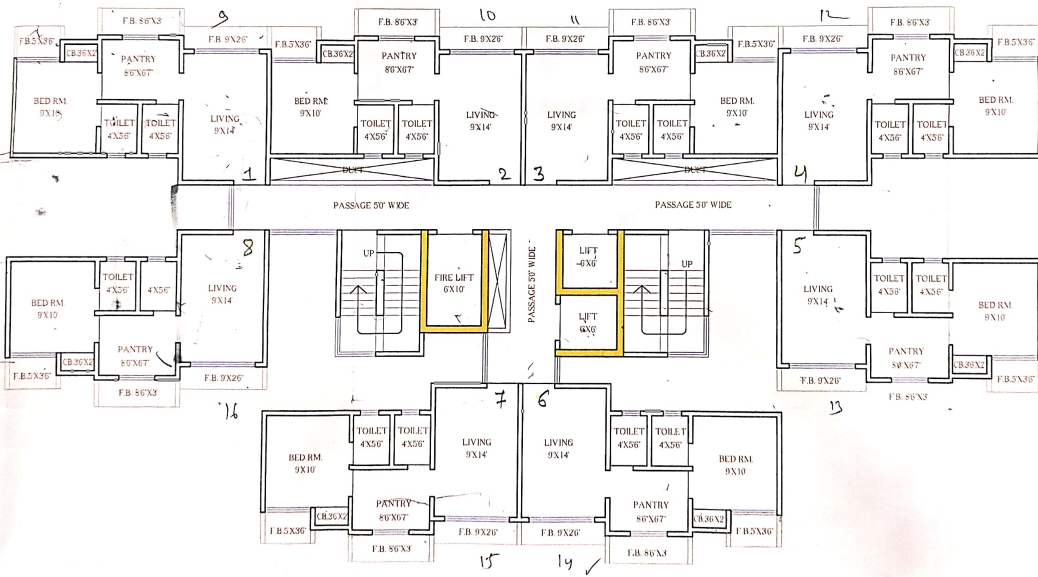 9
10
11
12
F.B. 8'6"X3'
F.B. 8'6"X3'
F.B. 8'6"X3'
F.B. 8'6"X3'
F.B.5'X3'6"
F.B. 9'X2'6"
F.B.5'X3'6"
F.B. 9'X2'6"
F.B. 9'X2'6"
F.B.5'X3'6"
F.B. 9'X2'6"
F.B.5'X3'6"
CB.3'6"X2'
CB.3'6"X2'
CB.3'6"X2'
CB.3'6"X2'
PANTRY
8'6"X6'7"
PANTRY
8'6"X6'7"
PANTRY
8'6"X6'7"
PANTRY
8'6"X6'7"
BED RM.
BED RM.
9'X10'
BED RM.
9'X10'
BED RM.
9'X10'
LIVING
9'X14'
LIVING
9'X14'
LIVING
9'X14'
LIVING
9'X14'
TOILET
4'X5'6"
TOILET
4'X5'6"
TOILET
4'X5'6"
TOILET
4'X5'6"
TOILET
4'X5'6"
TOILET
4'X5'6"
TOILET
4'X5'6"
TOILET
4'X5'6"
DUCT
DUCT
1
2
3
4
PASSAGE 5'0" WIDE
PASSAGE 5'0" WIDE
8
5
UP
FIRE LIFT
6'X10'
PASSAGE 5'0" WIDE
LIFT
6'X6'
LIFT
6'X6'
UP
BED RM.
9'X10'
TOILET
4'X5'6"
4'X5'6"
LIVING
9'X14'
LIVING
9'X14'
TOILET
4'X5'6"
TOILET
4'X5'6"
BED RM.
9'X10'
PANTRY
8'6"X6'7"
PANTRY
8'6"X6'7"
CB.3'6"X2'
CB.3'6"X2'
F.B.5'X3'6"
F.B. 9'X2'6"
F.B. 9'X2'6"
F.B.5'X3'6"
F.B. 8'6"X3'
F.B. 8'6"X3'
16
13
7
6
BED RM.
9'X10'
TOILET
4'X5'6"
TOILET
4'X5'6"
LIVING
9'X14'
LIVING
9'X14'
TOILET
4'X5'6"
TOILET
4'X5'6"
BED RM.
9'X10'
PANTRY
8'6"X6'7"
PANTRY
8'6"X6'7"
CB.3'6"X2'
CB.3'6"X2'
F.B.5'X3'6"
F.B. 9'X2'6"
F.B. 9'X2'6"
F.B.5'X3'6"
F.B. 8'6"X3'
F.B. 8'6"X3'
15
14